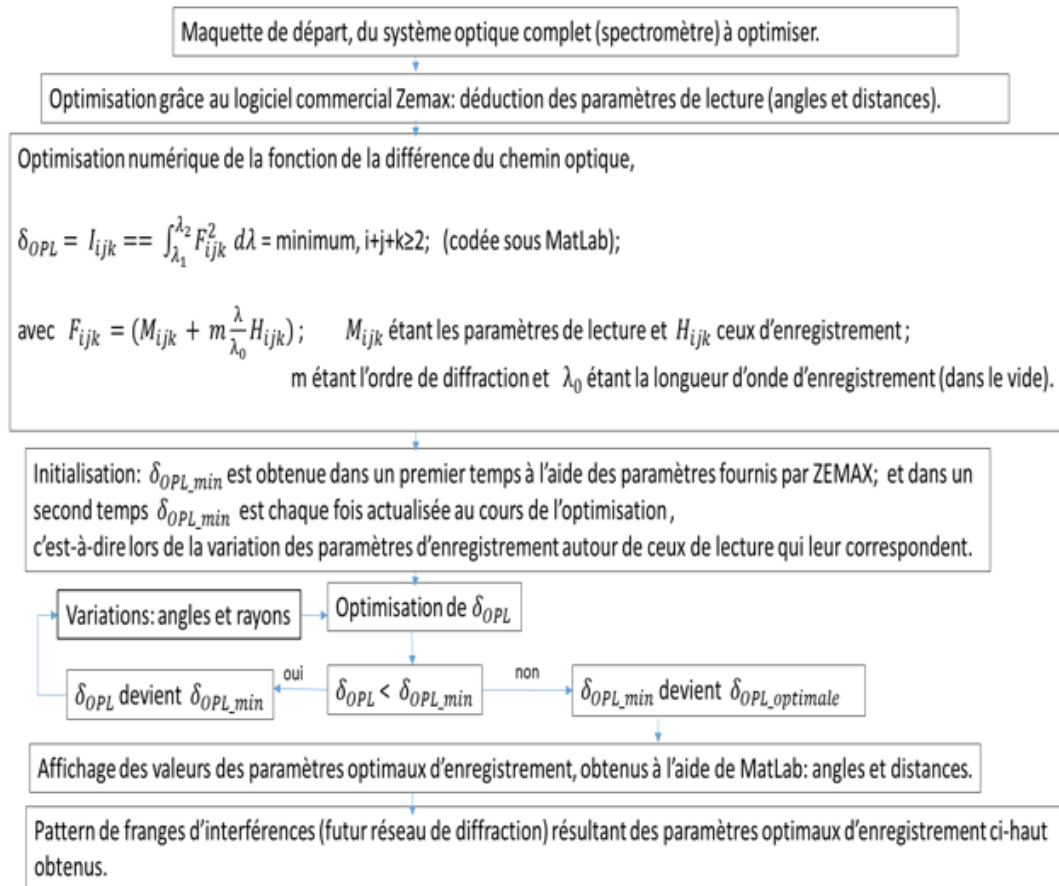 Maquette de départ, du système optique complet (spectromètre) à optimiser.
Optimisation grâce au logiciel commercial Zemax: déduction des paramètres de lecture (angles et distances).
Optimisation numérique de la fonction de la différence du chemin optique,
δ_OPL = I_ijk == ∫_λ₁^λ₂ F²_ijk dλ = minimum, i+j+k≥2; (codée sous MatLab);
avec F_ijk = (M_ijk + m λ/λ₀ H_ijk) ; M_ijk étant les paramètres de lecture et H_ijk ceux d'enregistrement ;
m étant l'ordre de diffraction et λ₀ étant la longueur d'onde d'enregistrement (dans le vide).
Initialisation: δ_OPL_min est obtenue dans un premier temps à l'aide des paramètres fournis par ZEMAX; et dans un
second temps δ_OPL_min est chaque fois actualisée au cours de l'optimisation,
c'est-à-dire lors de la variation des paramètres d'enregistrement autour de ceux de lecture qui leur correspondent.
Variations: angles et rayons
Optimisation de δ_OPL
δ_OPL devient δ_OPL_min
oui
δ_OPL < δ_OPL_min
non
δ_OPL_min devient δ_OPL_optimale
Affichage des valeurs des paramètres optimaux d'enregistrement, obtenus à l'aide de MatLab: angles et distances.
Pattern de franges d'interférences (futur réseau de diffraction) résultant des paramètres optimaux d'enregistrement ci-haut
obtenus.